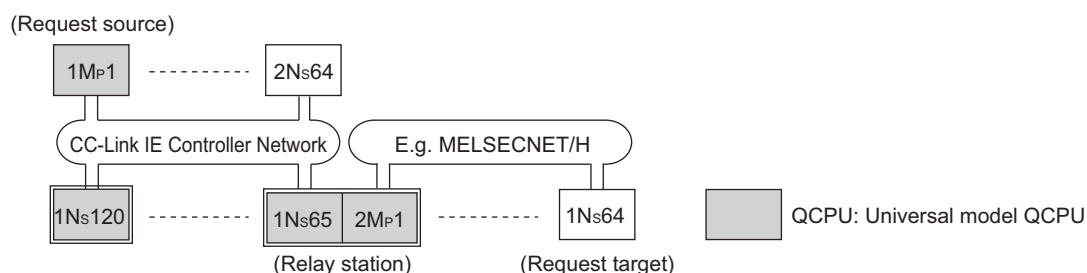 (Request source)
1MP1
2NS64
CC-Link IE Controller Network
E.g. MELSECNET/H
1NS120
1NS65
2MP1
1NS64
QCPU: Universal model QCPU
(Relay station)
(Request target)